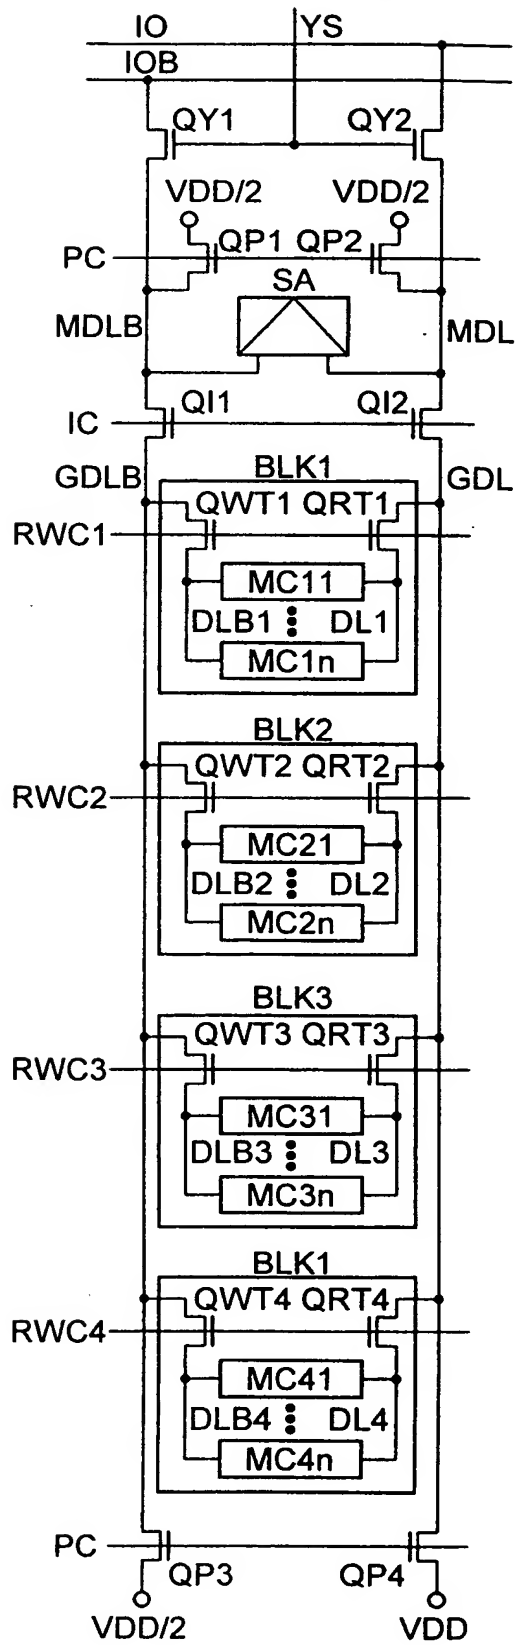 IO YS
IOB
QY1 QY2
VDD/2 VDD/2
PC QP1 QP2
SA
MDLB MDL
IC QI1 QI2
GDLB BLK1 GDL
RWC1 QWT1 QRT1
MC11
DLB1 DL1
MC1n
BLK2
RWC2 QWT2 QRT2
MC21
DLB2 DL2
MC2n
BLK3
RWC3 QWT3 QRT3
MC31
DLB3 DL3
MC3n
BLK1
RWC4 QWT4 QRT4
MC41
DLB4 DL4
MC4n
PC QP3 QP4
VDD/2 VDD